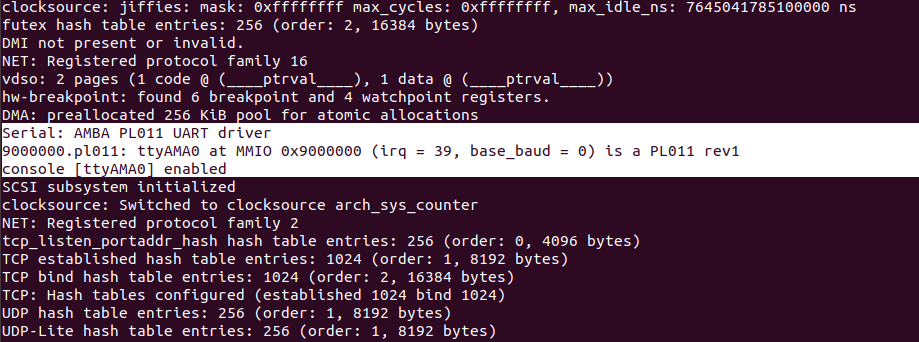 clocksource: jiffies: mask: 0xffffffff max_cycles: 0xffffffff, max_idle_ns: 7645041785100000 ns
futex hash table entries: 256 (order: 2, 16384 bytes)
DMI not present or invalid.
NET: Registered protocol family 16
vdso: 2 pages (1 code @ (____ptrval____), 1 data @ (____ptrval____))
hw-breakpoint: found 6 breakpoint and 4 watchpoint registers.
DMA: preallocated 256 KiB pool for atomic allocations
Serial: AMBA PL011 UART driver
9000000.pl011: ttyAMA0 at MMIO 0x9000000 (irq = 39, base_baud = 0) is a PL011 rev1
console [ttyAMA0] enabled
SCSI subsystem initialized
clocksource: Switched to clocksource arch_sys_counter
NET: Registered protocol family 2
tcp_listen_portaddr_hash hash table entries: 256 (order: 0, 4096 bytes)
TCP established hash table entries: 1024 (order: 1, 8192 bytes)
TCP bind hash table entries: 1024 (order: 2, 16384 bytes)
TCP: Hash tables configured (established 1024 bind 1024)
UDP hash table entries: 256 (order: 1, 8192 bytes)
UDP-Lite hash table entries: 256 (order: 1, 8192 bytes)